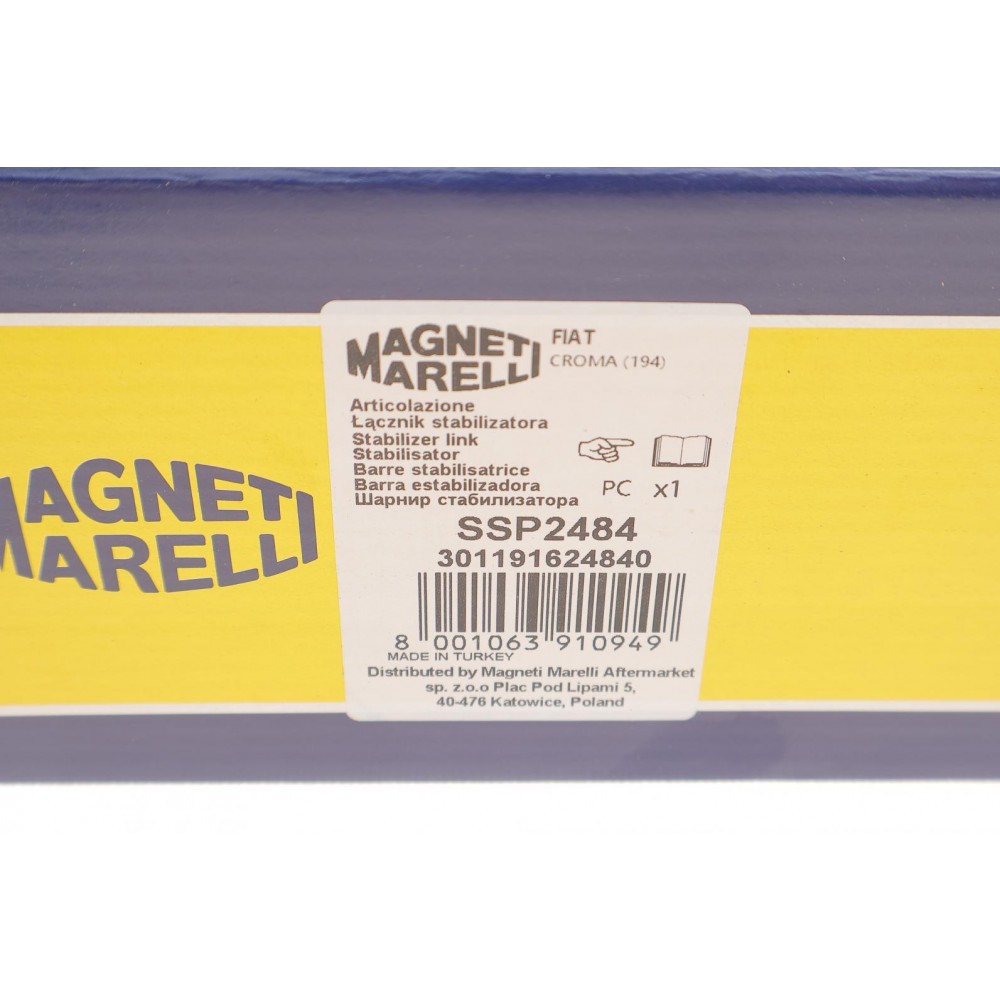 MAGNETI
MARELLI
FIAT
CROMA (194)
Articolazione
Łącznik stabilizatora
Stabilizer link
Stabilisator
Barre stabilisatrice
Barra estabilizadora
Шарнир стабилизатора
PC x1
SSP2484
301191624840
8 001063 910949
MADE IN TURKEY
Distributed by Magneti Marelli Aftermarket
sp. z.o.o Plac Pod Lipami 5,
40-476 Katowice, Poland
MAGNETI
MARELLI